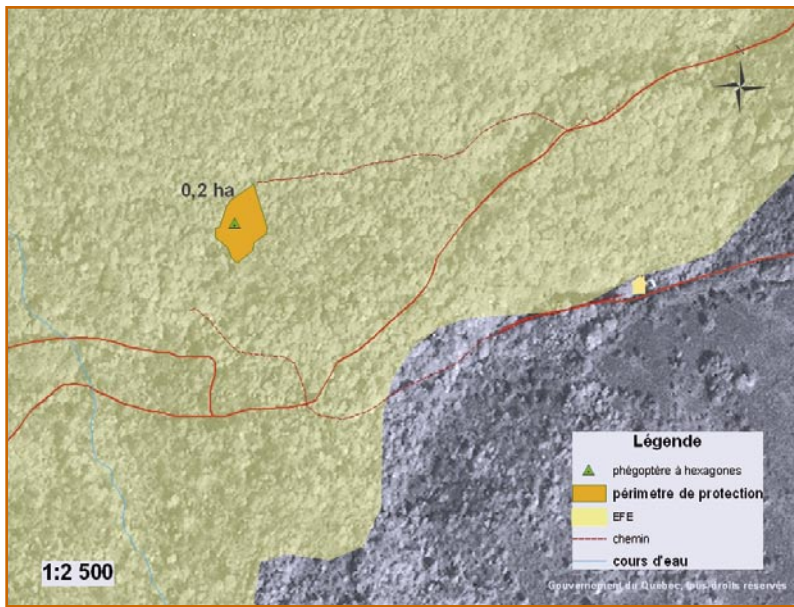 N
0,2 ha
Légende
phégoptère à hexagones
périmetre de protection
EFE
chemin
cours d'eau
1:2 500
Gouvernement du Québec, tous droits réservés